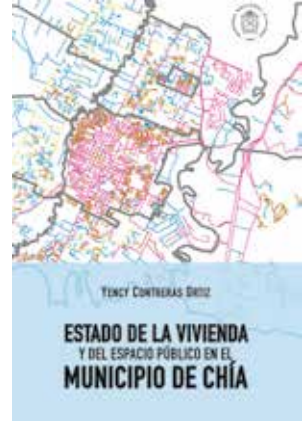 Yency Contreras Ortiz
ESTADO DE LA VIVIENDA
Y DEL ESPACIO PÚBLICO EN EL
MUNICIPIO DE CHÍA